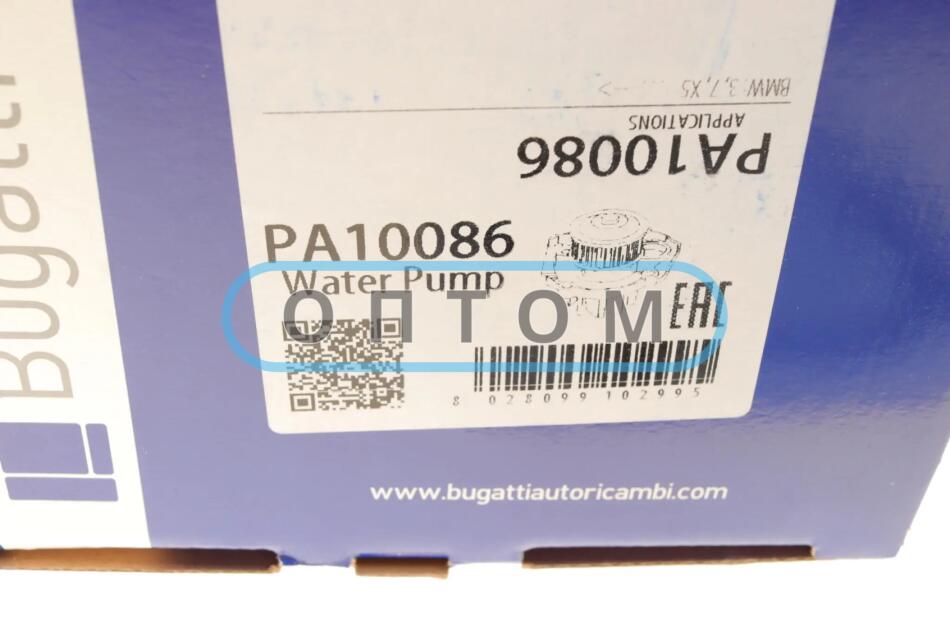 Bugatti
BMW 3, 7, X5 -->
APPLICATIONS
PA10086
PA10086
Water Pump
ОПТОМ
EAC
8 028099 102995
www.bugattiautoricambi.com